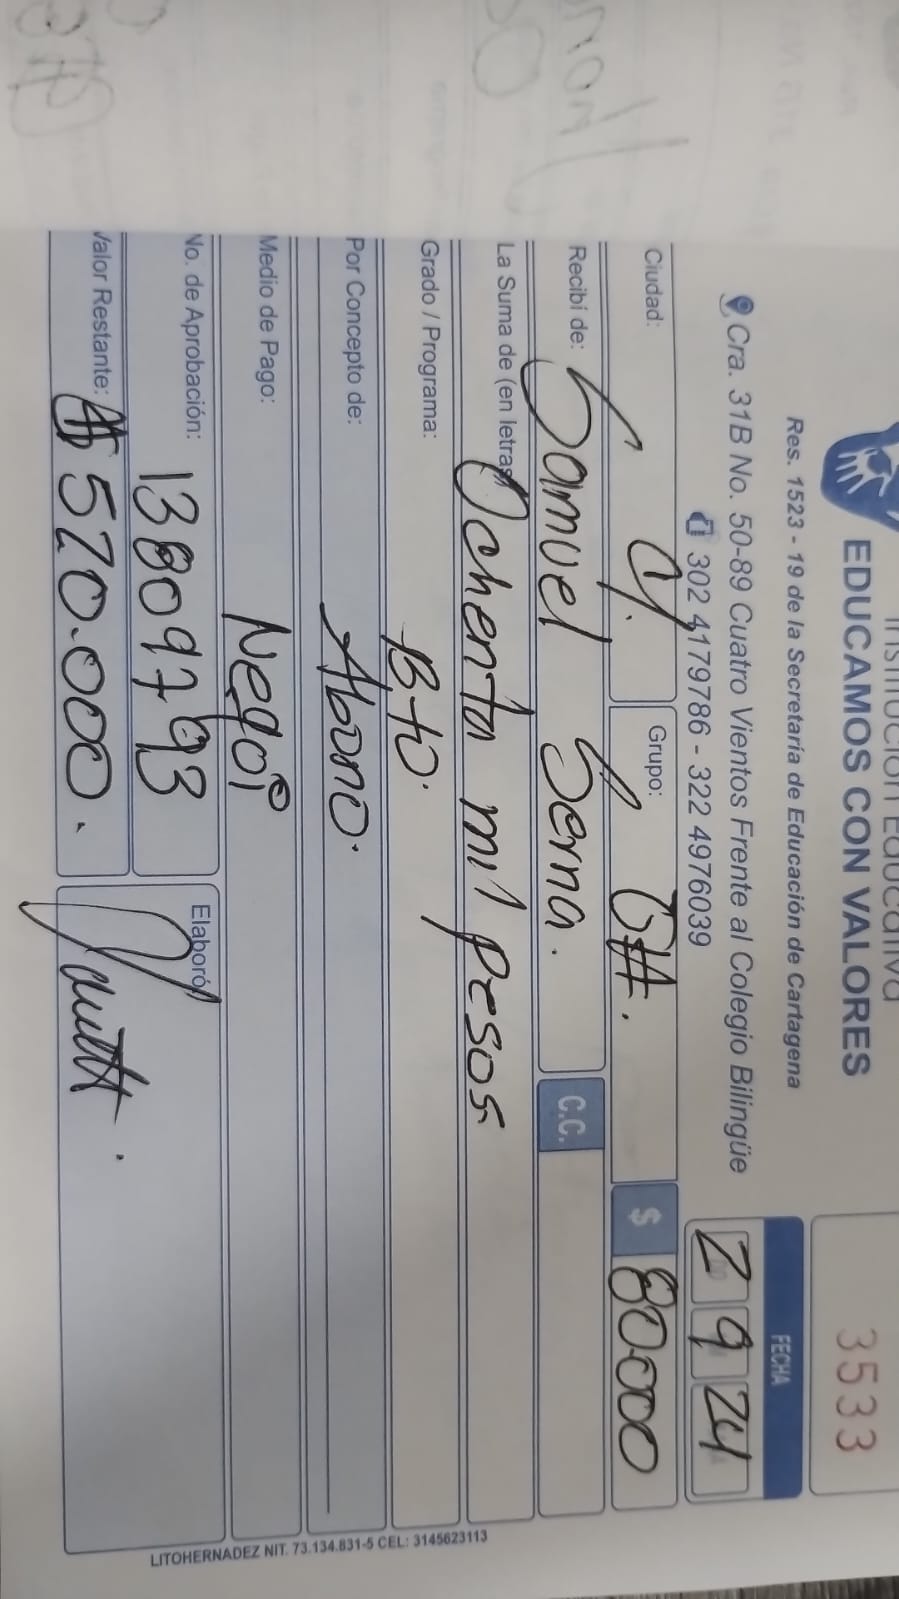 Institución Educativa
EDUCAMOS CON VALORES
3533
Res. 1523 - 19 de la Secretaría de Educación de Cartagena
FECHA
Cra. 31B No. 50-89 Cuatro Vientos Frente al Colegio Bilingüe
2 9 24
302 4179786 - 322 4976039
Ciudad: Grupo: $ 80.000
Recibí de: Samuel Serna. C.C.
La Suma de (en letras) Ochenta mil pesos
Grado / Programa: Bto.
Por Concepto de: Abono.
Medio de Pago: Neqoi
No. de Aprobación: 13809793
Elaboró
Valor Restante: $ 520.000.
LITOHERNADEZ NIT. 73.134.831-5 CEL: 3145623113